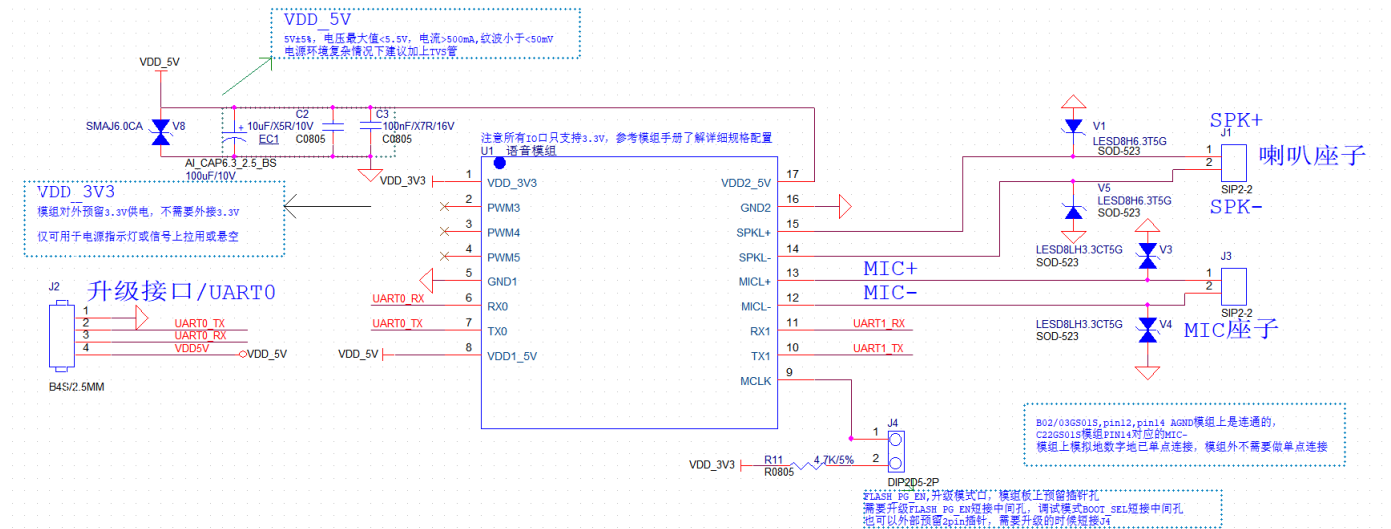 VDD_5V
5V±5%，电压最大值<5.5V，电流>500mA,纹波小于<50mV
电源环境复杂情况下建议加上TVS管
VDD_5V
SMAJ6.0CA
V8
10uF/X5R/10V
EC1
C2
C0805
C3
100nF/X7R/16V
C0805
AI_CAP6.3_2.5_BS
100uF/10V
VDD_3V3
模组对外预留3.3V供电，不需要外接3.3V
仅可用于电源指示灯或信号上拉用或悬空
注意所有IO口只支持3.3V，参考模组手册了解详细规格配置
U1 语音模组
VDD_3V3
1 VDD_3V3
2 PWM3
3 PWM4
4 PWM5
5 GND1
UART0_RX 6 RX0
UART0_TX 7 TX0
VDD_5V 8 VDD1_5V
VDD2_5V 17
GND2 16
SPKL+ 15
SPKL- 14
MICL+ 13 MIC+
MICL- 12 MIC-
RX1 11 UART1_RX
TX1 10 UART1_TX
MCLK 9
J2 升级接口/UART0
1
2 UART0_TX
3 UART0_RX
4 VDD5V VDD_5V
B4S/2.5MM
V1
LESD8H6.3T5G
SOD-523
SPK+
J1
1
2
喇叭座子
SIP2-2
SPK-
V5
LESD8H6.3T5G
SOD-523
LESD8LH3.3CT5G
SOD-523
V3
J3
1
2
SIP2-2
MIC座子
LESD8LH3.3CT5G
SOD-523
V4
J4
1
2
VDD_3V3
R11 4.7K/5%
R0805
DIP2D5-2P
B02/03GS01S,pin12,pin14 AGND模组上是连通的,
C22GS01S模组PIN14对应的MIC-
模组上模拟地数字地已单点连接，模组外不需要做单点连接
FLASH_PG_EN,升级模式口，模组板上预留插针孔
需要升级FLASH_PG_EN短接中间孔，调试模式BOOT_SEL短接中间孔
也可以外部预留2pin插针，需要升级的时候短接J4